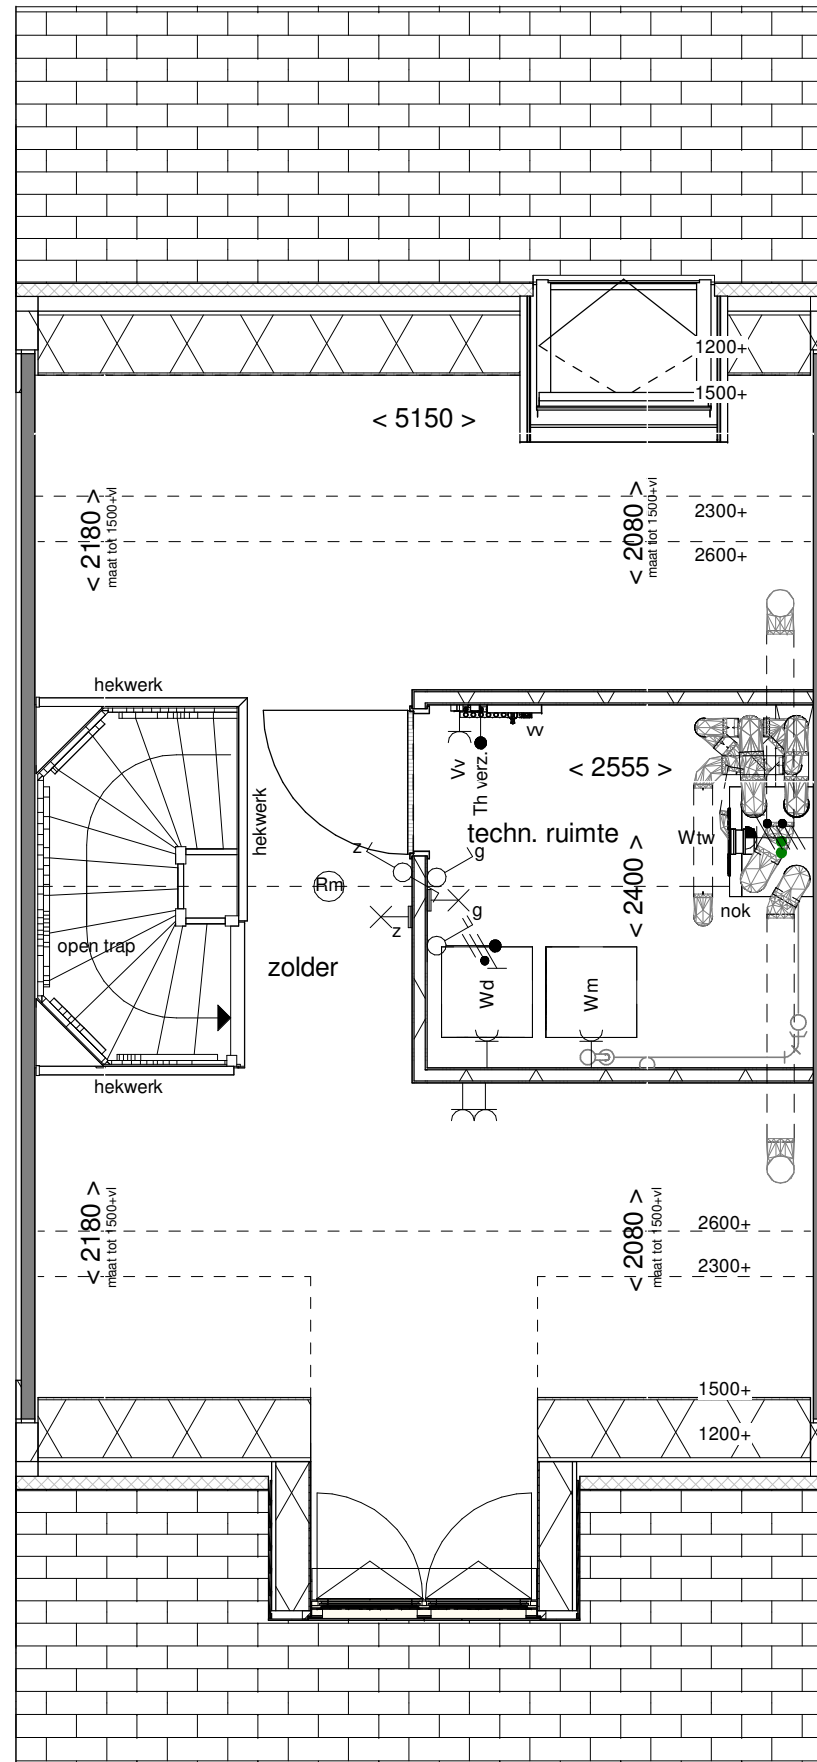 1200+
1500+
< 5150 >
< 2180 >
maat tot 1500+vl
< 2080 >
maat tot 1500+vl
2300+
2600+
hekwerk
vv
Vv
Th verz.
< 2555 >
hekwerk
techn. ruimte
Wtw
z
g
Rm
< 2400 >
nok
g
z
open trap
zolder
Wd
Wm
hekwerk
< 2180 >
maat tot 1500+vl
< 2080 >
maat tot 1500+vl
2600+
2300+
1500+
1200+